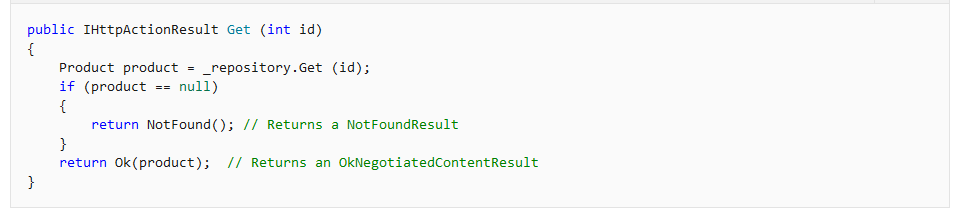 public IHttpActionResult Get (int id)
{
    Product product = _repository.Get (id);
    if (product == null)
    {
        return NotFound(); // Returns a NotFoundResult
    }
    return Ok(product);  // Returns an OkNegotiatedContentResult
}